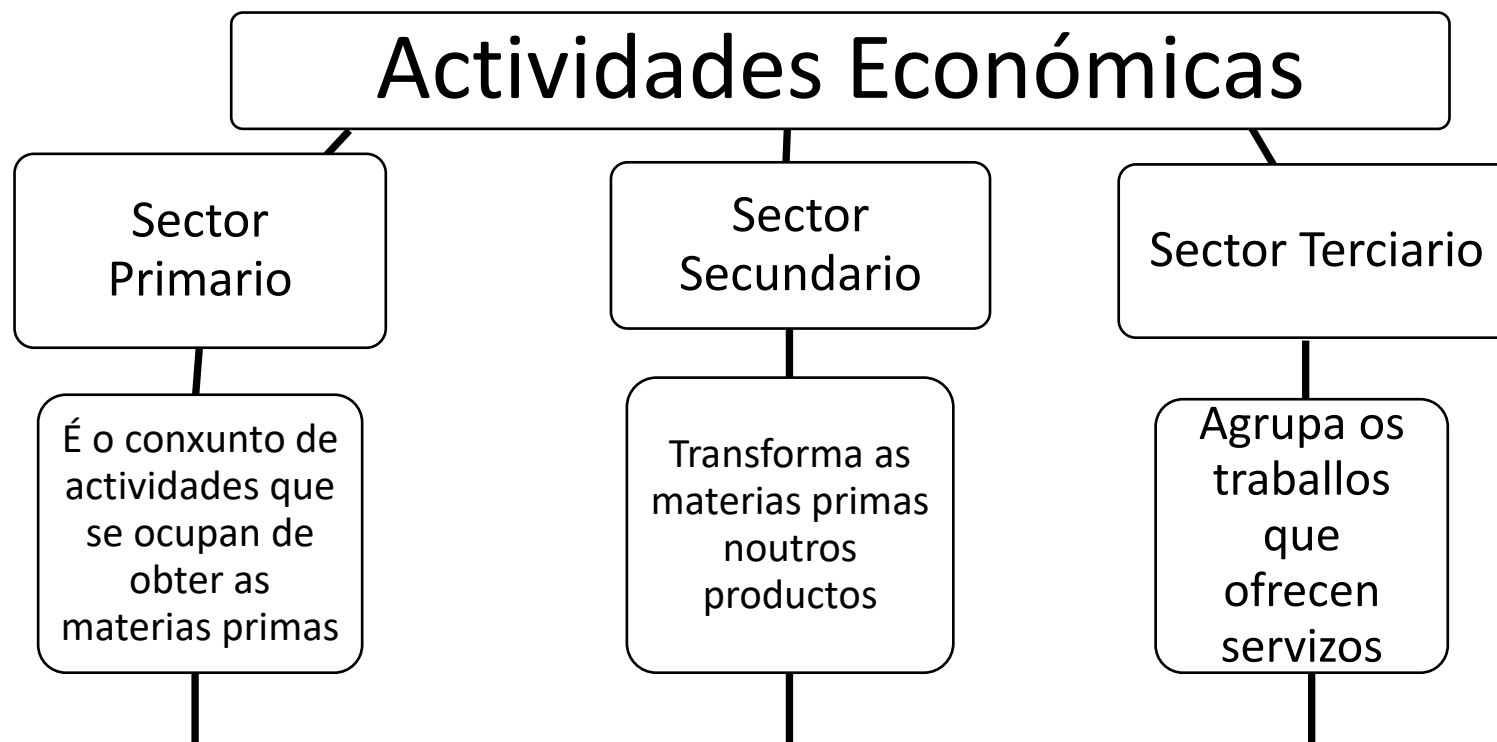 Actividades Económicas
Sector
Primario
É o conxunto de
actividades que
se ocupan de
obter as
materias primas
Sector
Secundario
Transforma as
materias primas
noutros
productos
Sector Terciario
Agrupa os
traballos
que
ofrecen
servizos